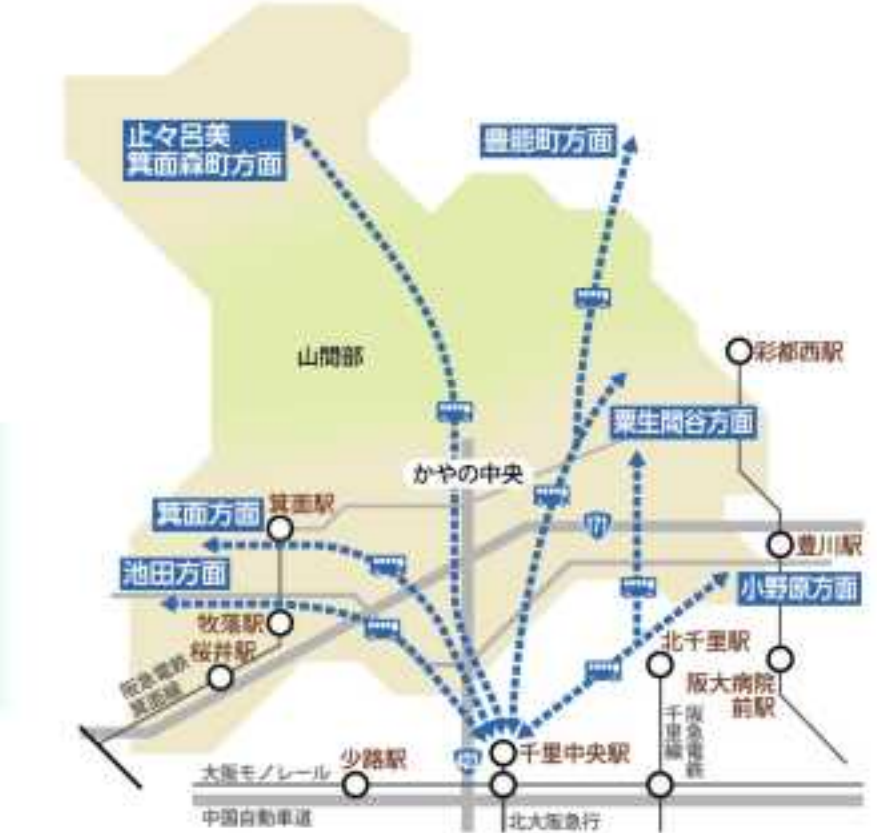 止々呂美
箕面森町方面
豊能町方面
山間部
彩都西駅
粟生間谷方面
かやの中央
箕面方面
箕面駅
171
豊川駅
池田方面
小野原方面
牧落駅
桜井駅
北千里駅
阪急電鉄
箕面線
阪大病院
前駅
阪急電鉄
千里線
少路駅
423
千里中央駅
大阪モノレール
中国自動車道
北大阪急行